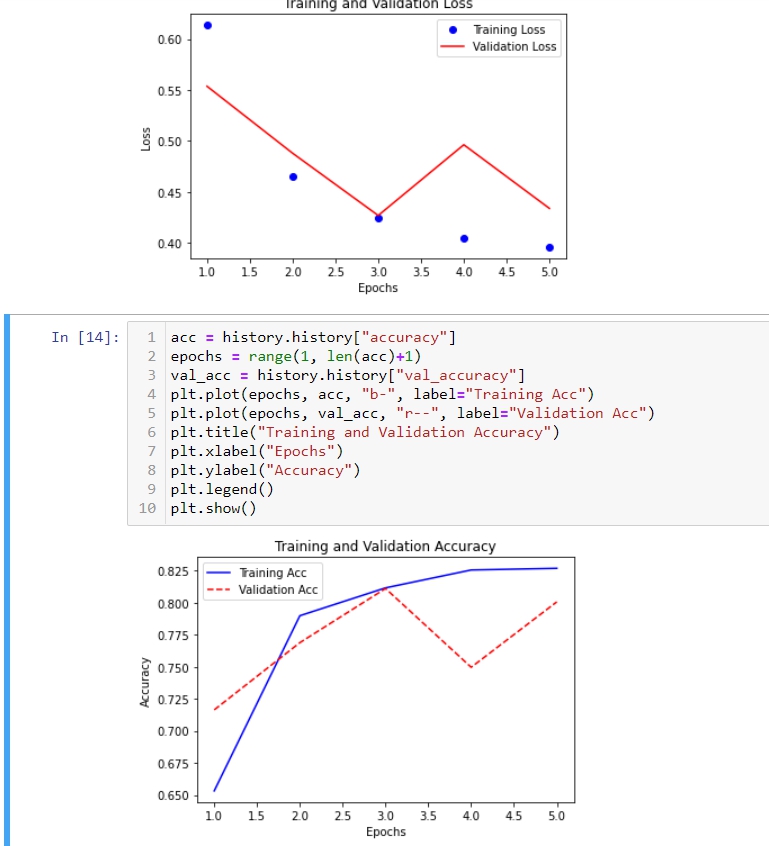 Training and Validation Loss
Training Loss
Validation Loss
0.60
0.55
0.50
0.45
0.40
Loss
1.0 1.5 2.0 2.5 3.0 3.5 4.0 4.5 5.0
Epochs
In [14]:
1 acc = history.history["accuracy"]
2 epochs = range(1, len(acc)+1)
3 val_acc = history.history["val_accuracy"]
4 plt.plot(epochs, acc, "b-", label="Training Acc")
5 plt.plot(epochs, val_acc, "r--", label="Validation Acc")
6 plt.title("Training and Validation Accuracy")
7 plt.xlabel("Epochs")
8 plt.ylabel("Accuracy")
9 plt.legend()
10 plt.show()
Training and Validation Accuracy
Training Acc
Validation Acc
0.825
0.800
0.775
0.750
0.725
0.700
0.675
0.650
Accuracy
1.0 1.5 2.0 2.5 3.0 3.5 4.0 4.5 5.0
Epochs